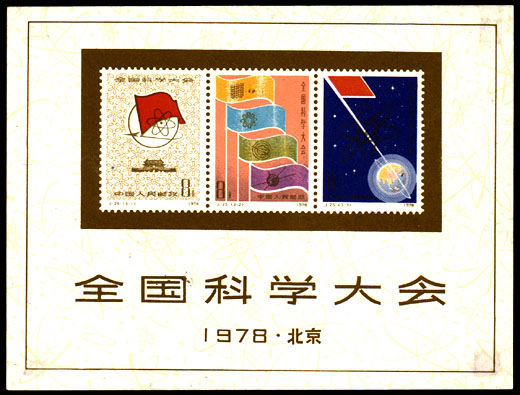 全国科学大会
中国人民邮政 8分
J.25.(3-1) 1978
全国科学大会
8分 中国人民邮政
J.25.(3-2) 1978
J.25.(3-3) 1978
全国科学大会
1978·北京